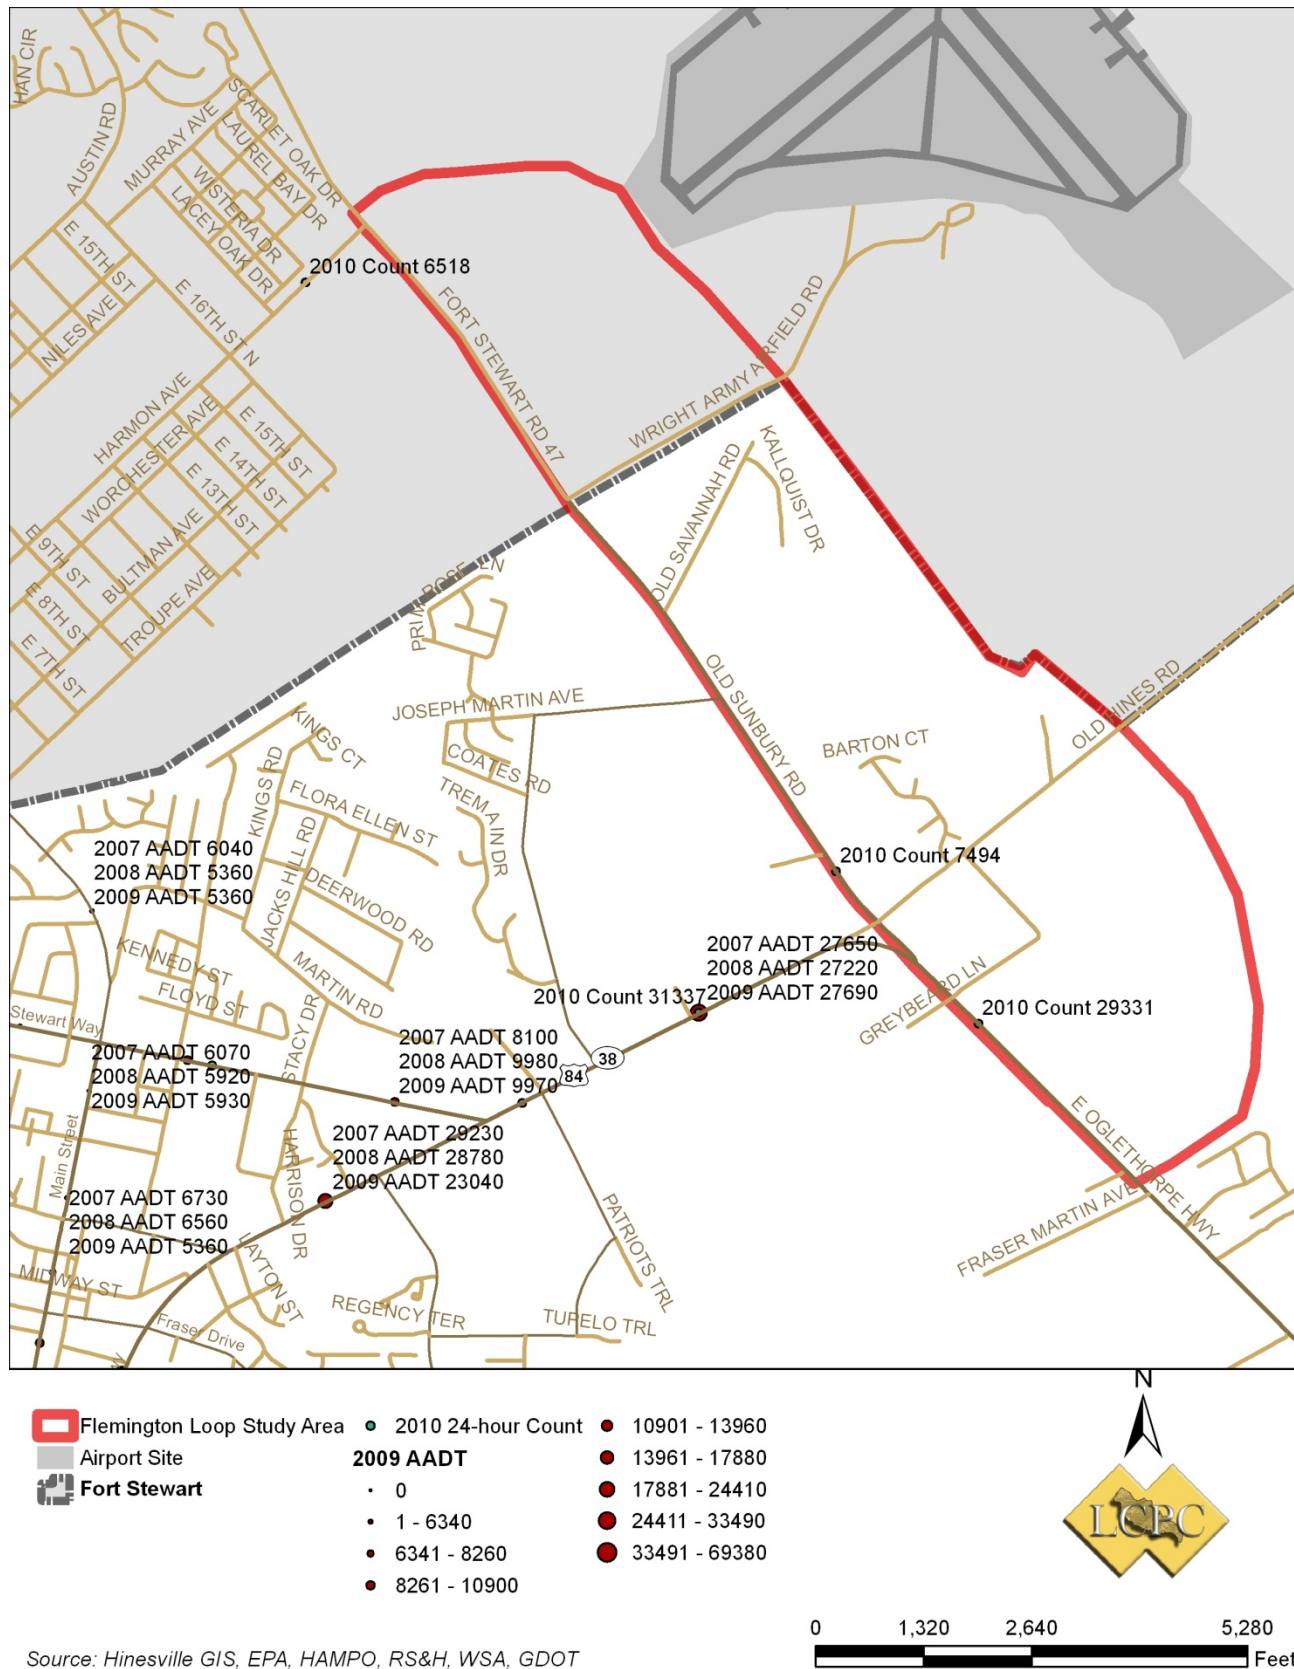 HAN CIR
AUSTIN RD
MURRAY AVE
SCARLET OAK DR
LAUREL BAY DR
WISTERIA DR
LACEY OAK DR
E 15TH ST
NILES AVE
E 16TH ST N
2010 Count 6518
FORT STEWART RD 47
WRIGHT ARMY AIRFIELD RD
HARMON AVE
WORCHESTER AVE
E 15TH ST
E 14TH ST
E 13TH ST
BULTMAN AVE
TROUPE AVE
E 9TH ST
E 8TH ST
E 7TH ST
OLD SAVANNAH RD
KALLQUIST DR
PRIMROSE LN
JOSEPH MARTIN AVE
OLD SUNBURY RD
OLD HINES RD
BARTON CT
KINGS CT
KINGS RD
COATES RD
TREMAIN DR
FLORA ELLEN ST
JACKS HILL RD
DEERWOOD RD
2007 AADT 6040
2008 AADT 5360
2009 AADT 5360
2010 Count 7494
KENNEDY ST
FLOYD ST
MARTIN RD
STACY DR
2007 AADT 27650
2008 AADT 27220
2009 AADT 27690
2010 Count 31337
GREYBEARD LN
2010 Count 29331
Stewart Way
2007 AADT 6070
2008 AADT 5920
2009 AADT 5930
2007 AADT 8100
2008 AADT 9980
2009 AADT 9970
38
84
2007 AADT 29230
2008 AADT 28780
2009 AADT 23040
Main Street
HARRISON DR
E OGLETHORPE HWY
FRASER MARTIN AVE
PATRIOTS TRL
2007 AADT 6730
2008 AADT 6560
2009 AADT 5360
MIDWAY ST
LAYTON ST
Fraser Drive
REGENCY TER
TUPELO TRL
W
N
Flemington Loop Study Area
Airport Site
Fort Stewart
2010 24-hour Count
2009 AADT
0
1 - 6340
6341 - 8260
8261 - 10900
10901 - 13960
13961 - 17880
17881 - 24410
24411 - 33490
33491 - 69380
LCPC
0 1,320 2,640 5,280
Feet
Source: Hinesville GIS, EPA, HAMPO, RS&H, WSA, GDOT